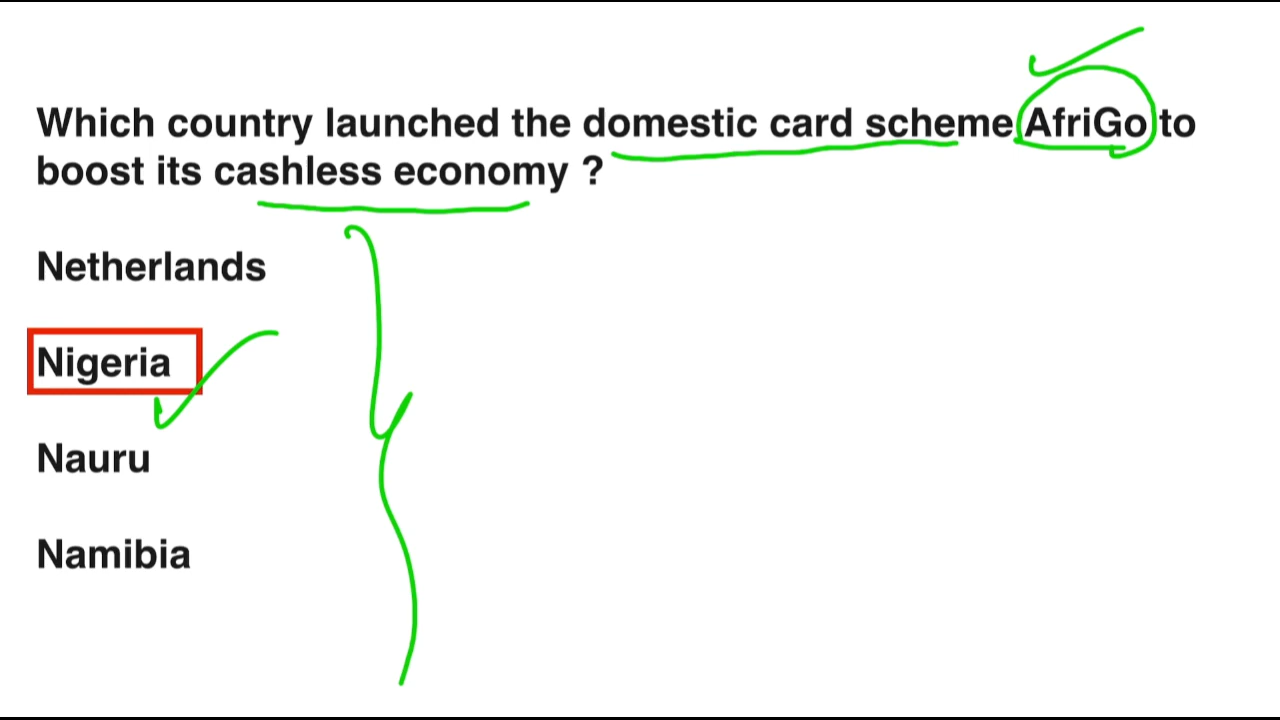 Which country launched the domestic card scheme AfriGo to
boost its cashless economy ?
Netherlands
Nigeria
Nauru
Namibia